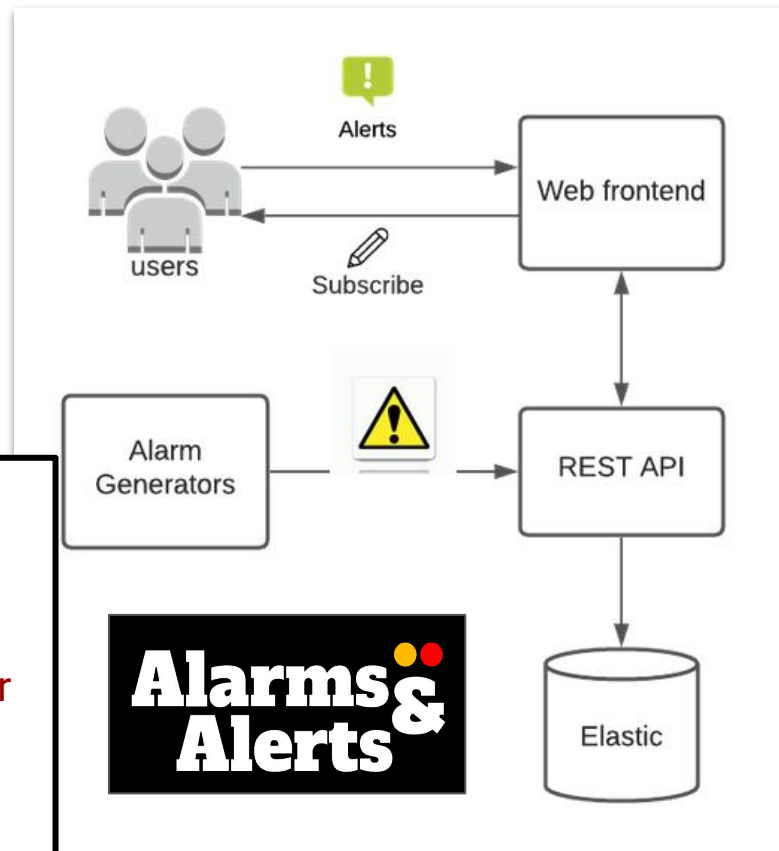 !
Alerts
Web frontend
users
Subscribe
Alarm
Generators
!
REST API
r
Alarms&
Alerts
Elastic